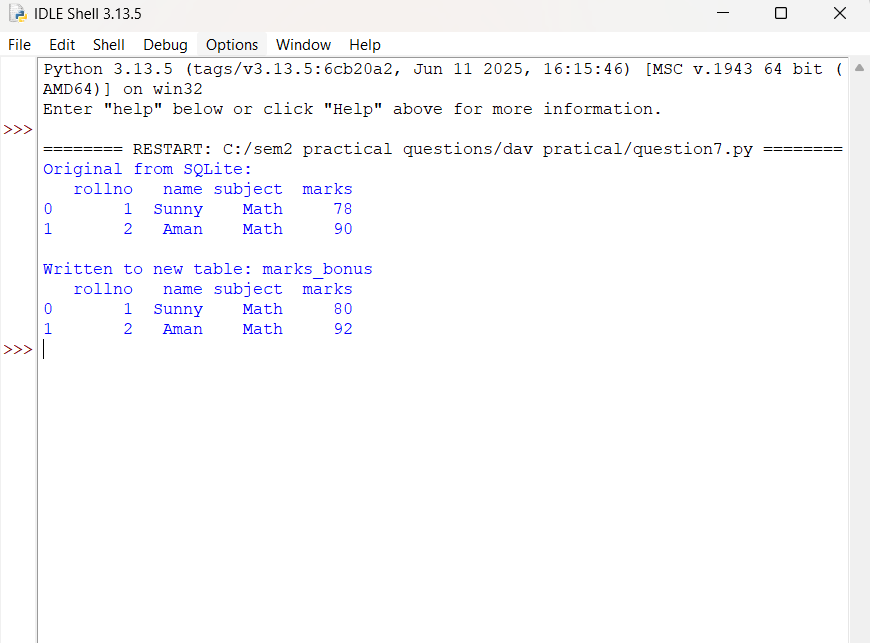 IDLE Shell 3.13.5
File Edit Shell Debug Options Window Help
Python 3.13.5 (tags/v3.13.5:6cb20a2, Jun 11 2025, 16:15:46) [MSC v.1943 64 bit (
AMD64)] on win32
Enter "help" below or click "Help" above for more information.
>>>
======== RESTART: C:/sem2 practical questions/dav pratical/question7.py ========
Original from SQLite:
   rollno   name subject  marks
0       1  Sunny    Math     78
1       2   Aman    Math     90

Written to new table: marks_bonus
   rollno   name subject  marks
0       1  Sunny    Math     80
1       2   Aman    Math     92
>>>